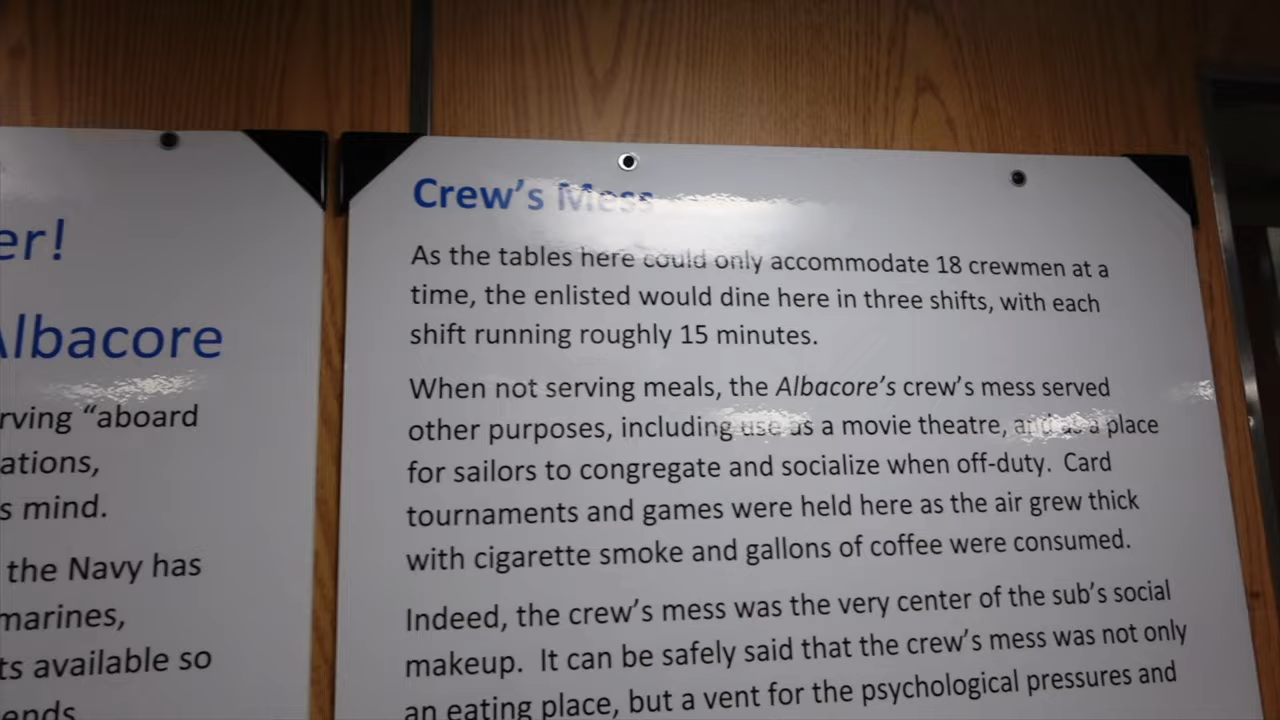 er!
Albacore
rving “aboard
ations,
s mind.
the Navy has
marines,
ts available so
ends
Crew’s Mess
As the tables here could only accommodate 18 crewmen at a
time, the enlisted would dine here in three shifts, with each
shift running roughly 15 minutes.
When not serving meals, the Albacore’s crew’s mess served
other purposes, including use as a movie theatre, and as a place
for sailors to congregate and socialize when off-duty. Card
tournaments and games were held here as the air grew thick
with cigarette smoke and gallons of coffee were consumed.
Indeed, the crew’s mess was the very center of the sub’s social
makeup. It can be safely said that the crew’s mess was not only
an eating place, but a vent for the psychological pressures and